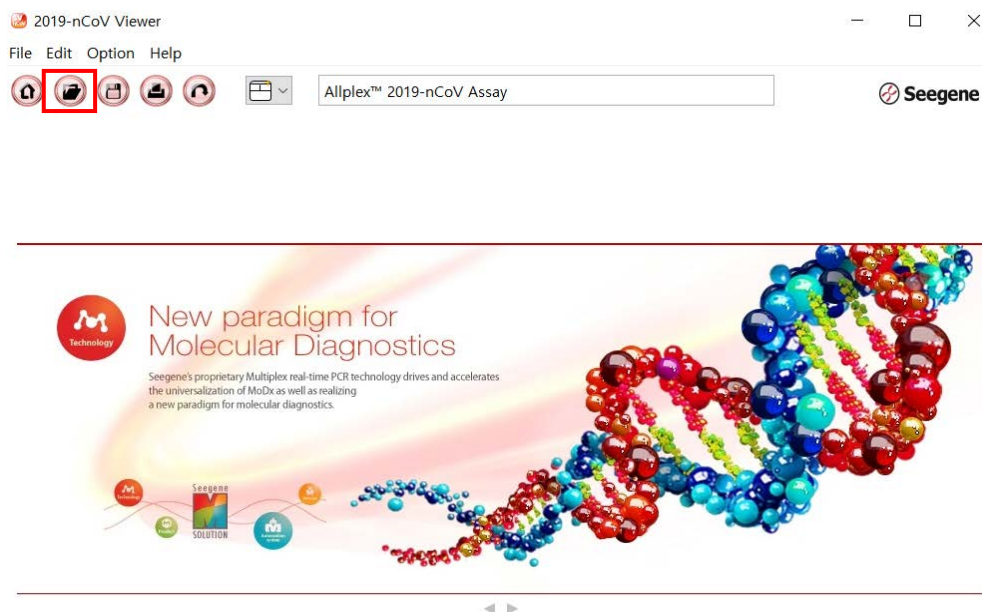 2019-nCoV Viewer
File Edit Option Help
Allplex™ 2019-nCoV Assay
Seegene
Technology
New paradigm for
Molecular Diagnostics
Seegene's proprietary Multiplex real-time PCR technology drives and accelerates
the universalization of MoDx as well as realizing
a new paradigm for molecular diagnostics.
Technology
Seegene
SOLUTION